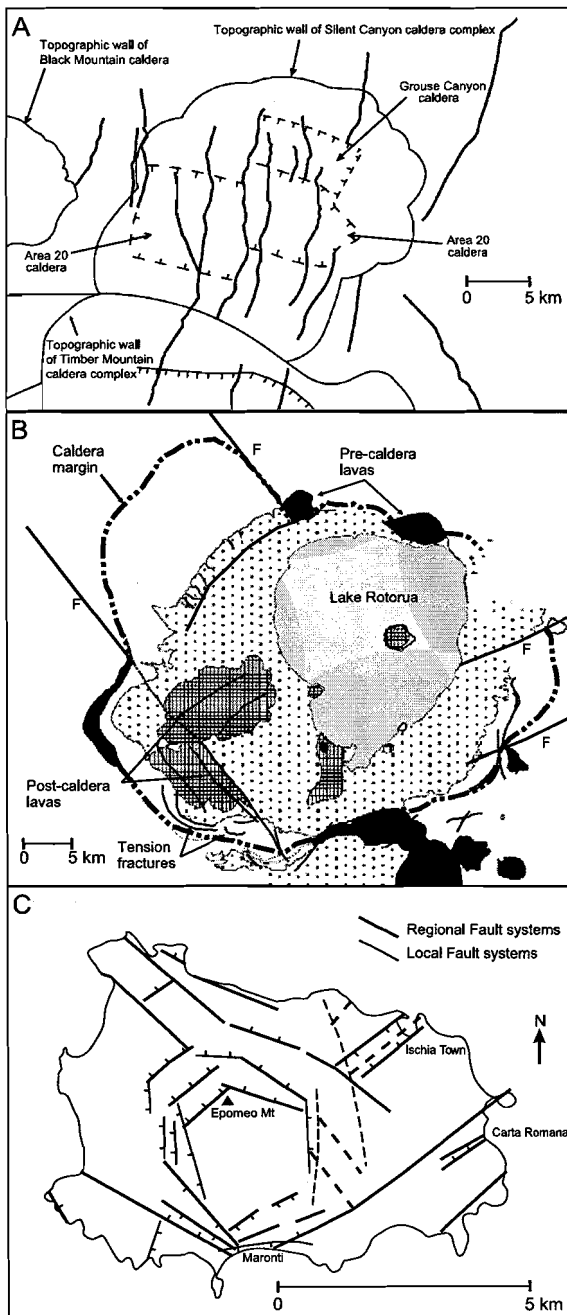 A
Topographic wall of
Black Mountain caldera
Topographic wall of Silent Canyon caldera complex
Grouse Canyon
caldera
Area 20
caldera
Area 20
caldera
0 5 km
Topographic wall
of Timber Mountain
caldera complex
B
Caldera
margin
F
Pre-caldera
lavas
F
Lake Rotorua
F
F
Post-caldera
lavas
0 5 km
Tension
fractures
C
Regional Fault systems
Local Fault systems
N
Ischia Town
Epomeo Mt
Carta Romana
Maronti
0 5 km